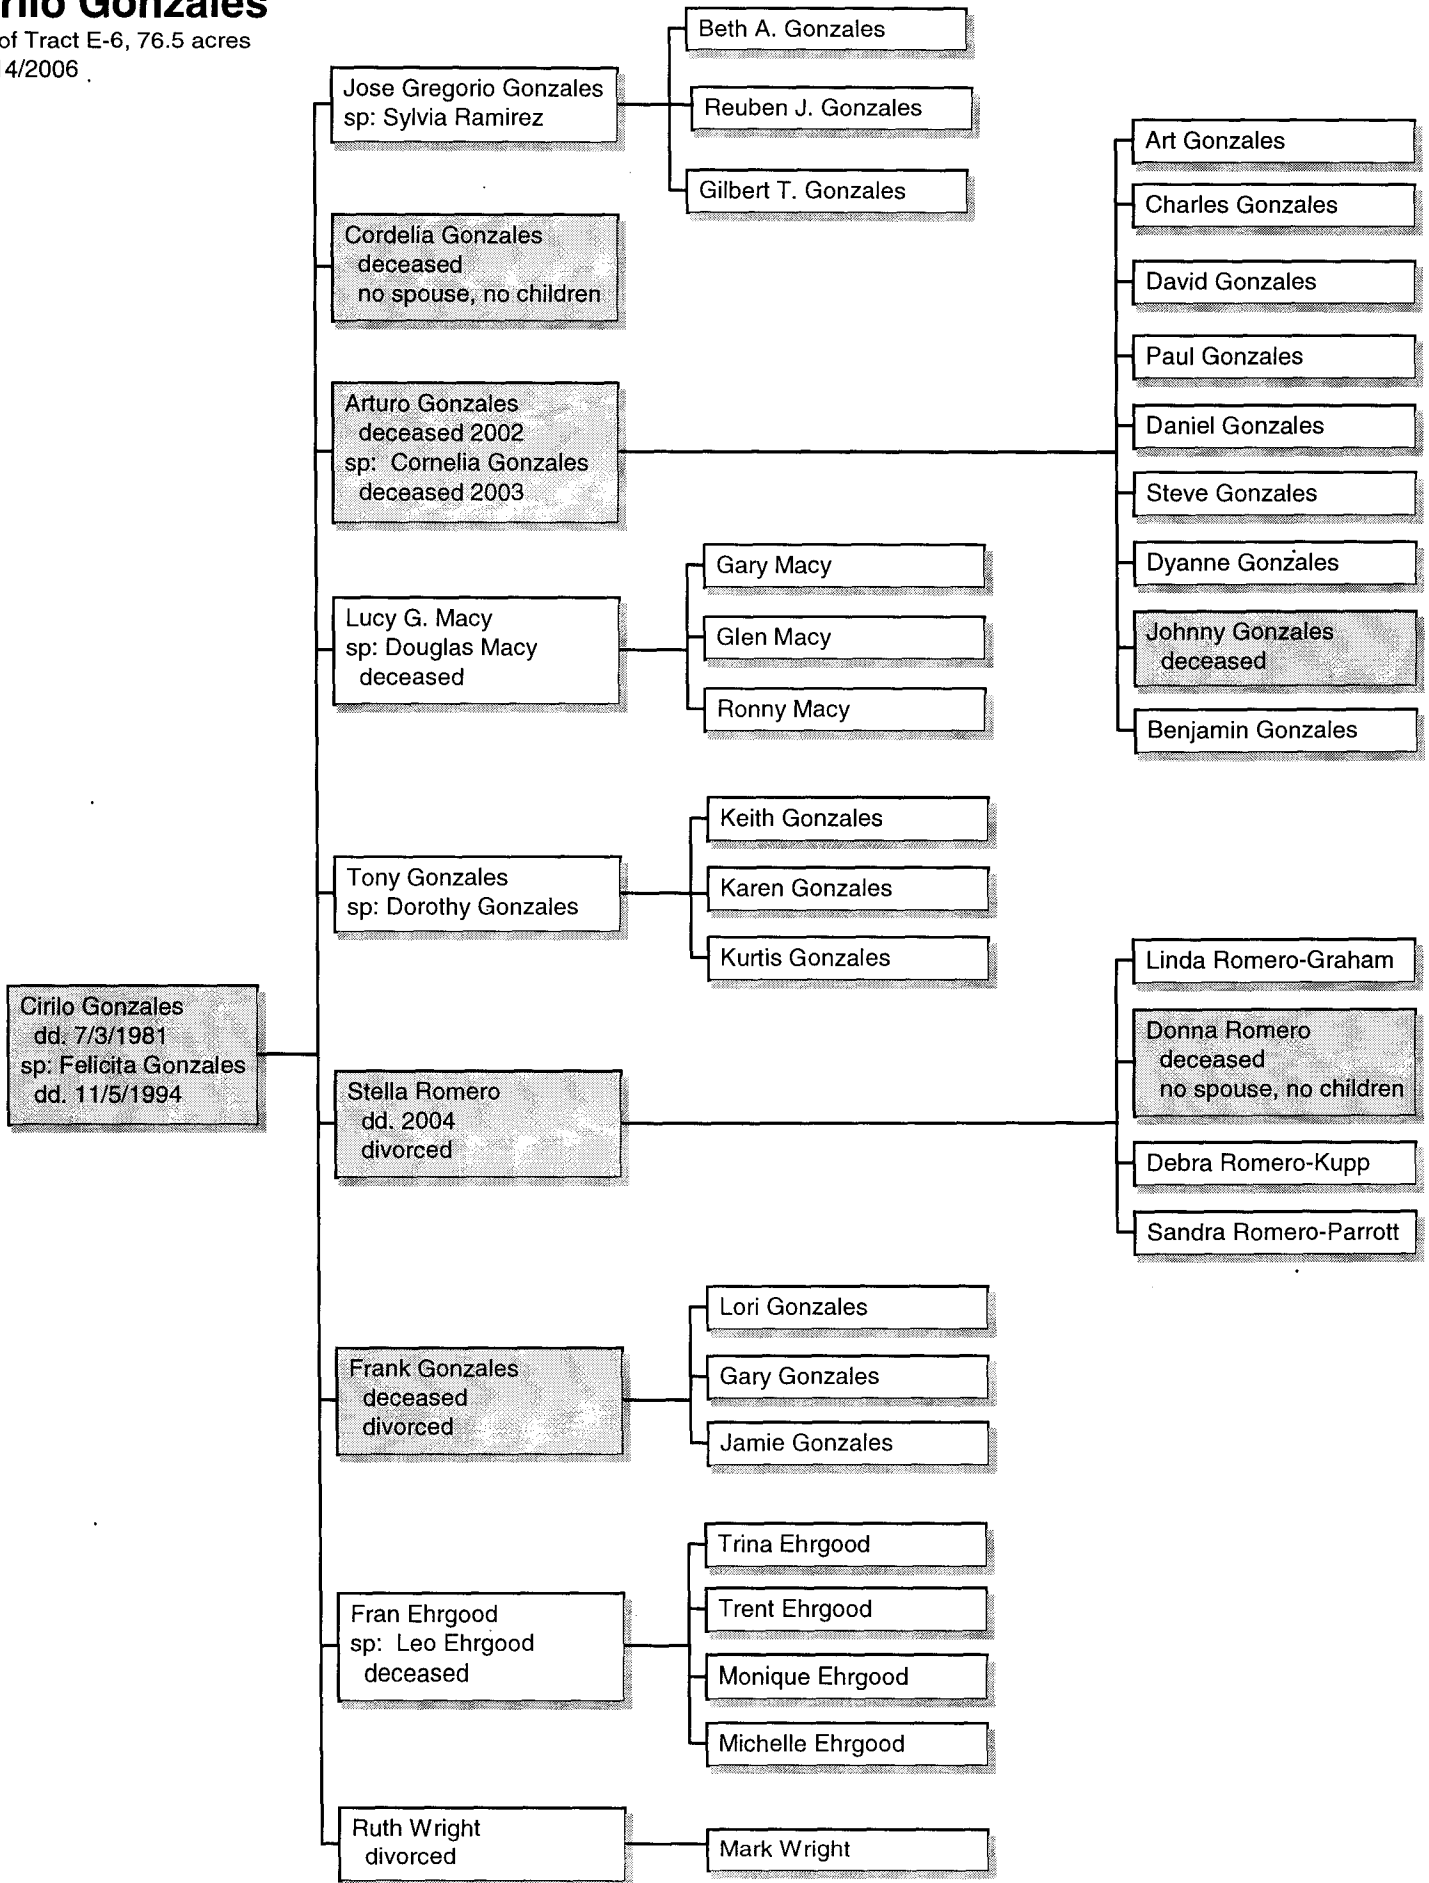 Gonzales
of Tract E-6, 76.5 acres
14/2006
Jose Gregorio Gonzales
sp: Sylvia Ramirez
Beth A. Gonzales
Reuben J. Gonzales
Gilbert T. Gonzales
Cordelia Gonzales
deceased
no spouse, no children
Arturo Gonzales
deceased 2002
sp: Cornelia Gonzales
deceased 2003
Art Gonzales
Charles Gonzales
David Gonzales
Paul Gonzales
Daniel Gonzales
Steve Gonzales
Dyanne Gonzales
Johnny Gonzales
deceased
Benjamin Gonzales
Lucy G. Macy
sp: Douglas Macy
deceased
Gary Macy
Glen Macy
Ronny Macy
Tony Gonzales
sp: Dorothy Gonzales
Keith Gonzales
Karen Gonzales
Kurtis Gonzales
Cirilo Gonzales
dd. 7/3/1981
sp: Felicita Gonzales
dd. 11/5/1994
Stella Romero
dd. 2004
divorced
Linda Romero-Graham
Donna Romero
deceased
no spouse, no children
Debra Romero-Kupp
Sandra Romero-Parrott
Frank Gonzales
deceased
divorced
Lori Gonzales
Gary Gonzales
Jamie Gonzales
Fran Ehrgood
sp: Leo Ehrgood
deceased
Trina Ehrgood
Trent Ehrgood
Monique Ehrgood
Michelle Ehrgood
Ruth Wright
divorced
Mark Wright